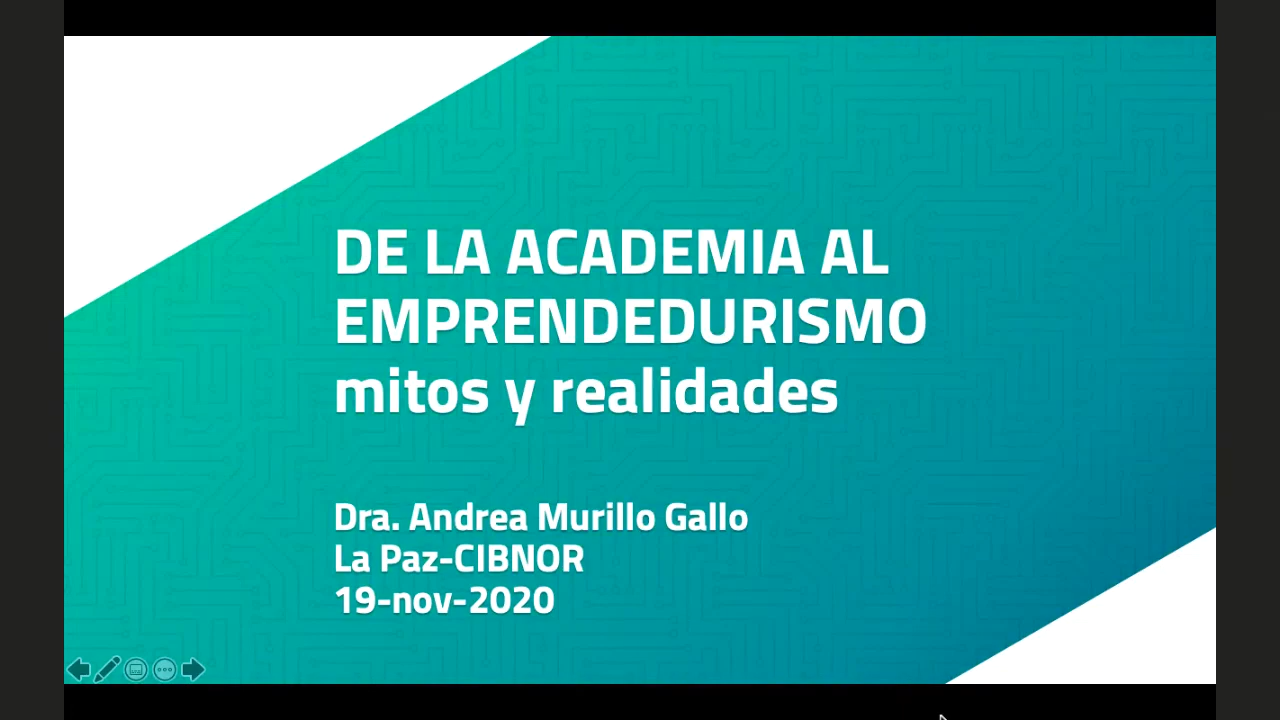 DE LA ACADEMIA AL
EMPRENDEDURISMO
mitos y realidades
Dra. Andrea Murillo Gallo
La Paz-CIBNOR
19-nov-2020